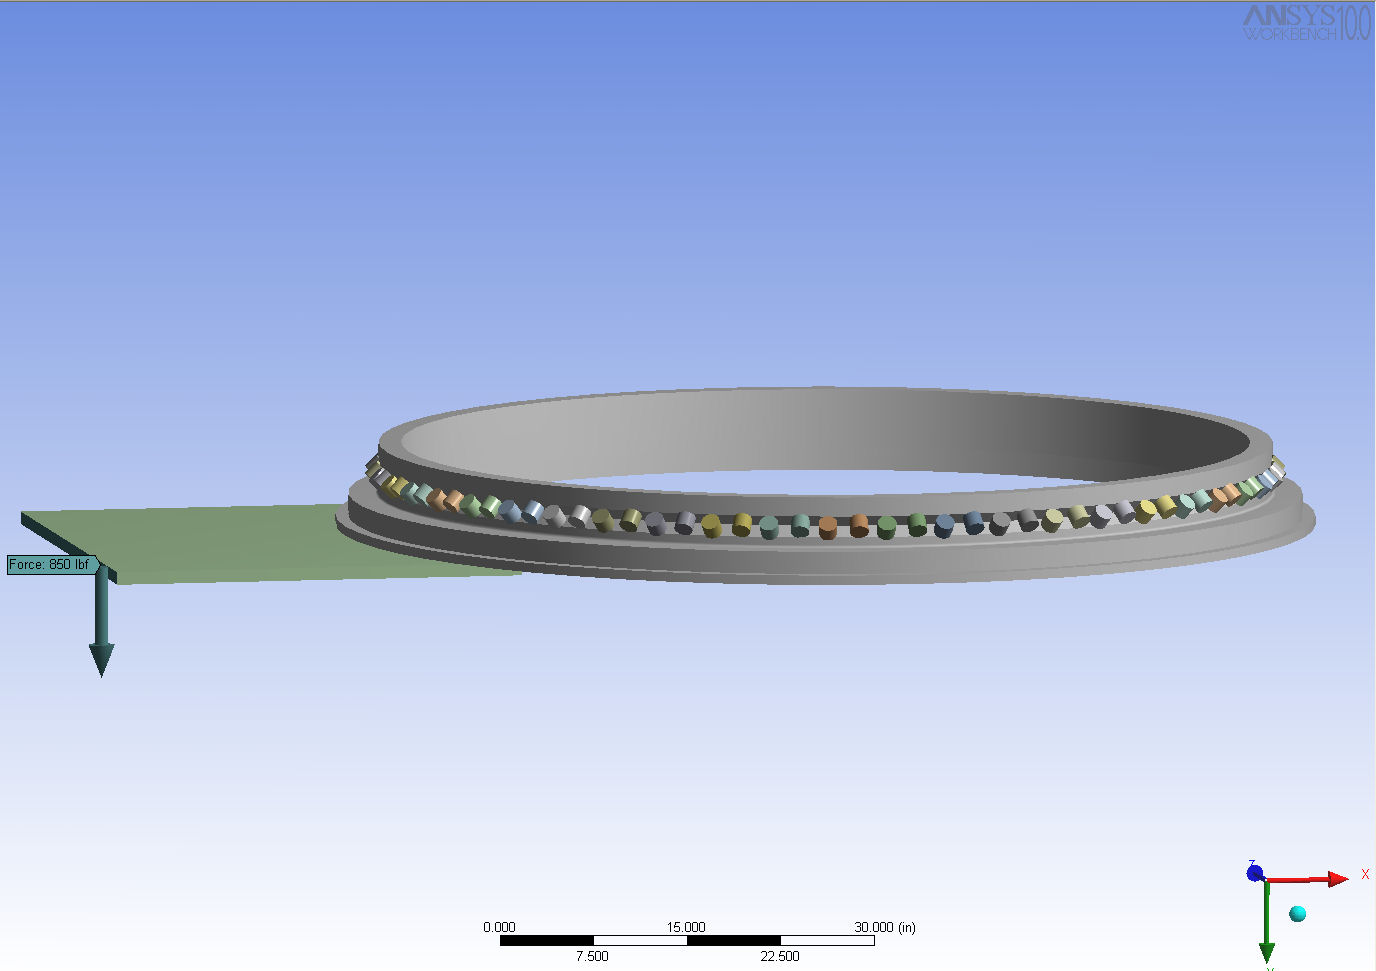 ANSYS 10.0
WORKBENCH
Force: 850 lbf
Z
X
0.000 15.000 30.000 (in)
7.500 22.500